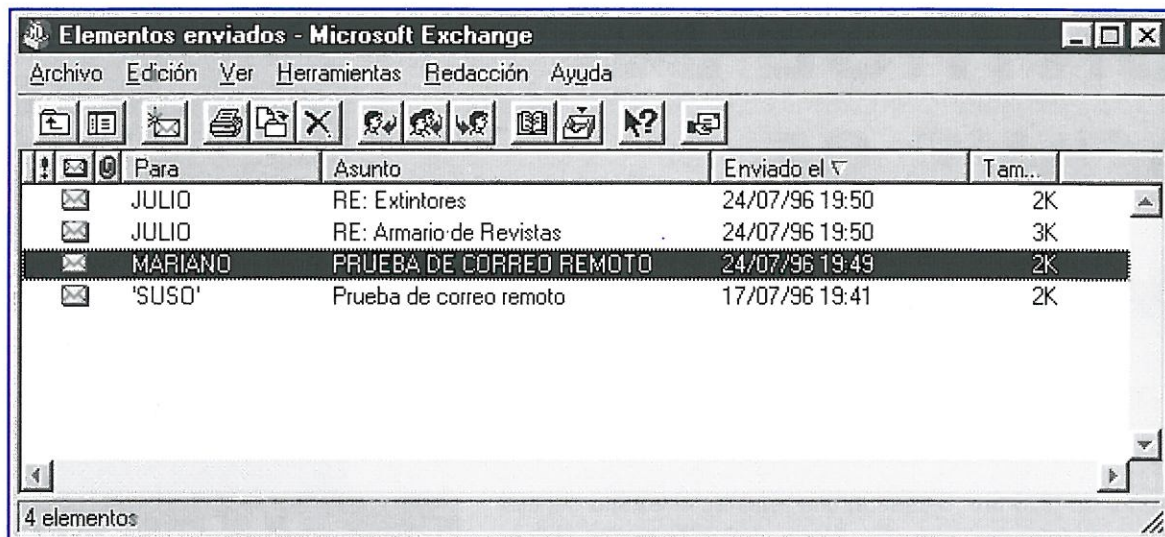 Elementos enviados - Microsoft Exchange
Archivo Edición Ver Herramientas Redacción Ayuda
! Para Asunto Enviado el Tam...
JULIO RE: Extintores 24/07/96 19:50 2K
JULIO RE: Armario de Revistas 24/07/96 19:50 3K
MARIANO PRUEBA DE CORREO REMOTO 24/07/96 19:49 2K
'SUSO' Prueba de correo remoto 17/07/96 19:41 2K
4 elementos